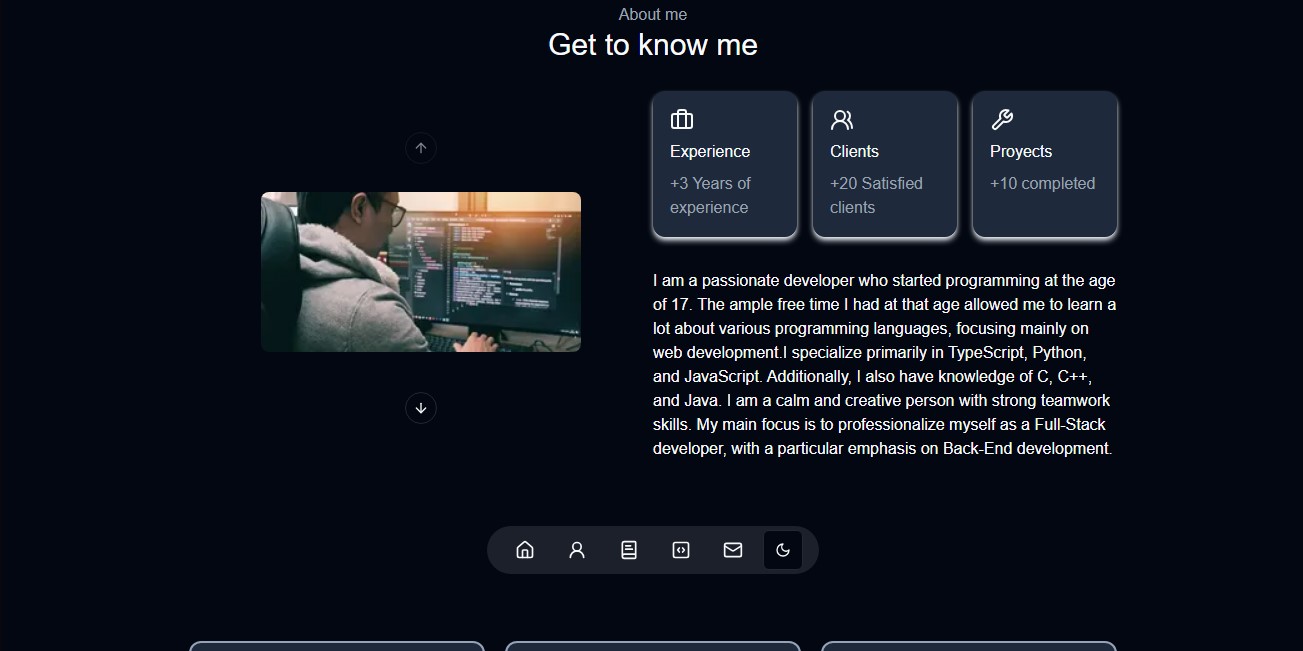 About me
Get to know me
Experience
+3 Years of
experience
Clients
+20 Satisfied
clients
Proyects
+10 completed
I am a passionate developer who started programming at the age
of 17. The ample free time I had at that age allowed me to learn a
lot about various programming languages, focusing mainly on
web development.I specialize primarily in TypeScript, Python,
and JavaScript. Additionally, I also have knowledge of C, C++,
and Java. I am a calm and creative person with strong teamwork
skills. My main focus is to professionalize myself as a Full-Stack
developer, with a particular emphasis on Back-End development.